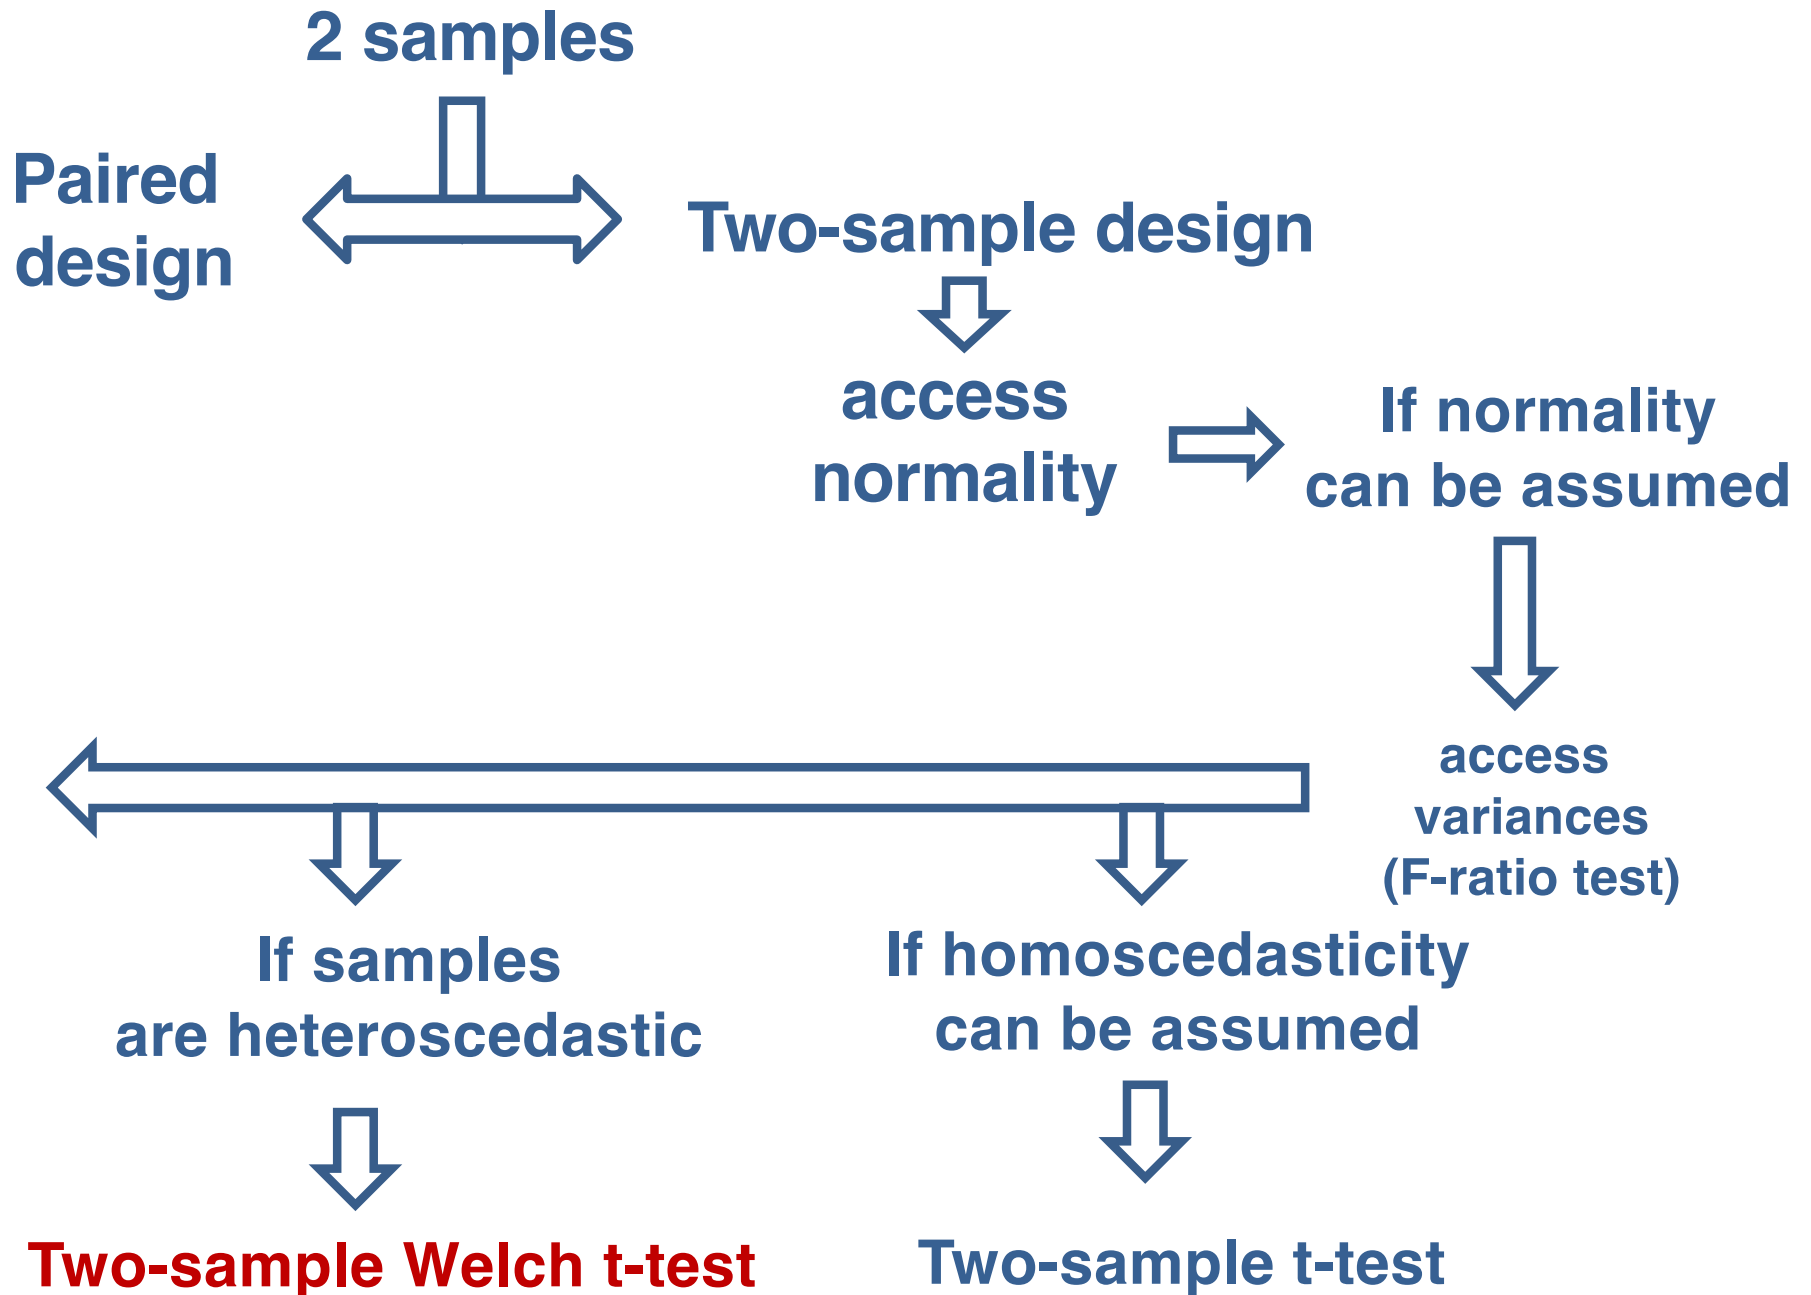 2 samples
Paired
design
Two-sample design
access
normality
If normality
can be assumed
access
variances
(F-ratio test)
If samples
are heteroscedastic
If homoscedasticity
can be assumed
Two-sample Welch t-test
Two-sample t-test